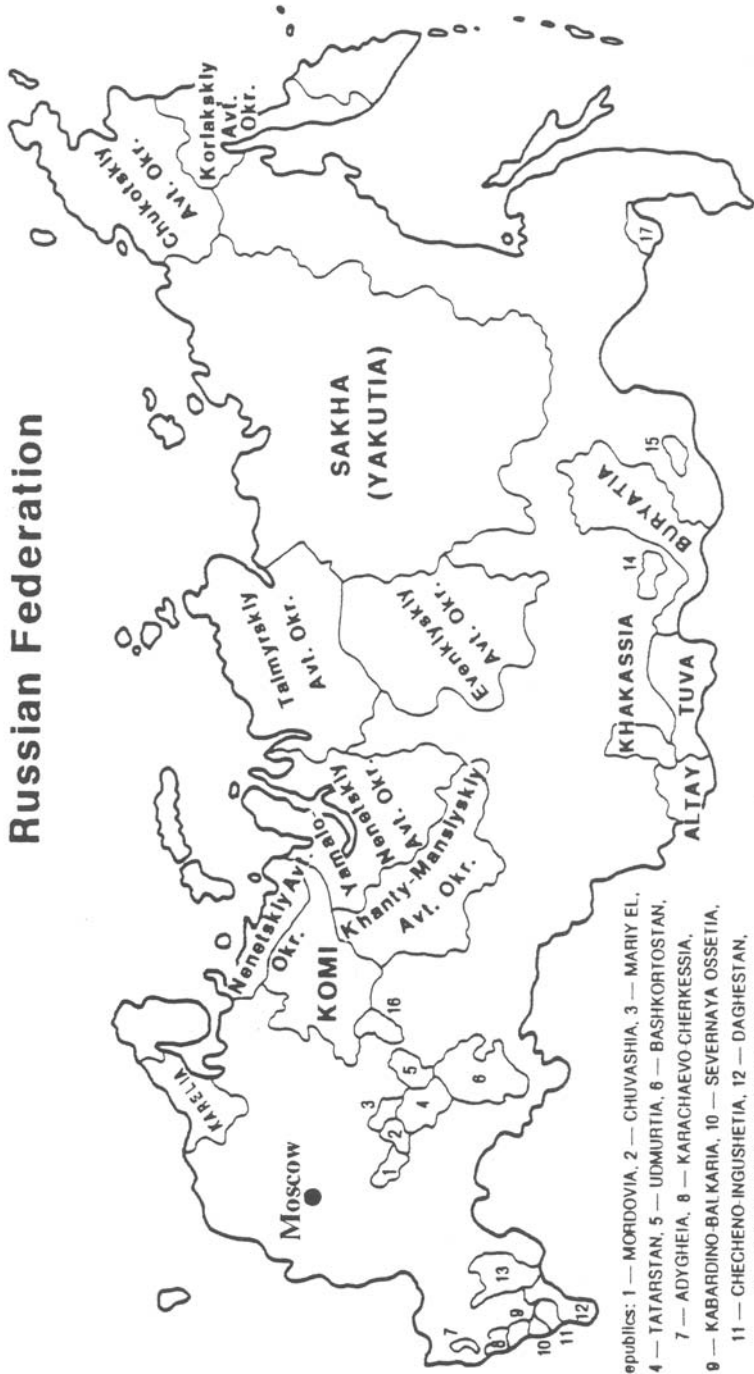 Russian Federation
Chukotskiy
Avt. Okr.
Koriakskiy
Avt.
Okr.
SAKHA
(YAKUTIA)
Taimyrskiy
Avt. Okr.
Evenkiyskiy
Avt. Okr.
Yamalo-
Nenetskiy
Avt. Okr.
Khanty-Mansiyskiy
Avt. Okr.
Nenetskiy Avt.
Okr.
KOMI
KARELIA
Moscow
KHAKASSIA
TUVA
ALTAY
BURYATIA
1
2
3
4
5
6
7
8
9
10
11
12
13
14
15
16
17
epublics: 1 — MORDOVIA, 2 — CHUVASHIA, 3 — MARIY EL,
4 — TATARSTAN, 5 — UDMURTIA, 6 — BASHKORTOSTAN,
7 — ADYGHEIA, 8 — KARACHAEVO-CHERKESSIA,
9 — KABARDINO-BALKARIA, 10 — SEVERNAYA OSSETIA,
11 — CHECHENO-INGUSHETIA, 12 — DAGHESTAN,